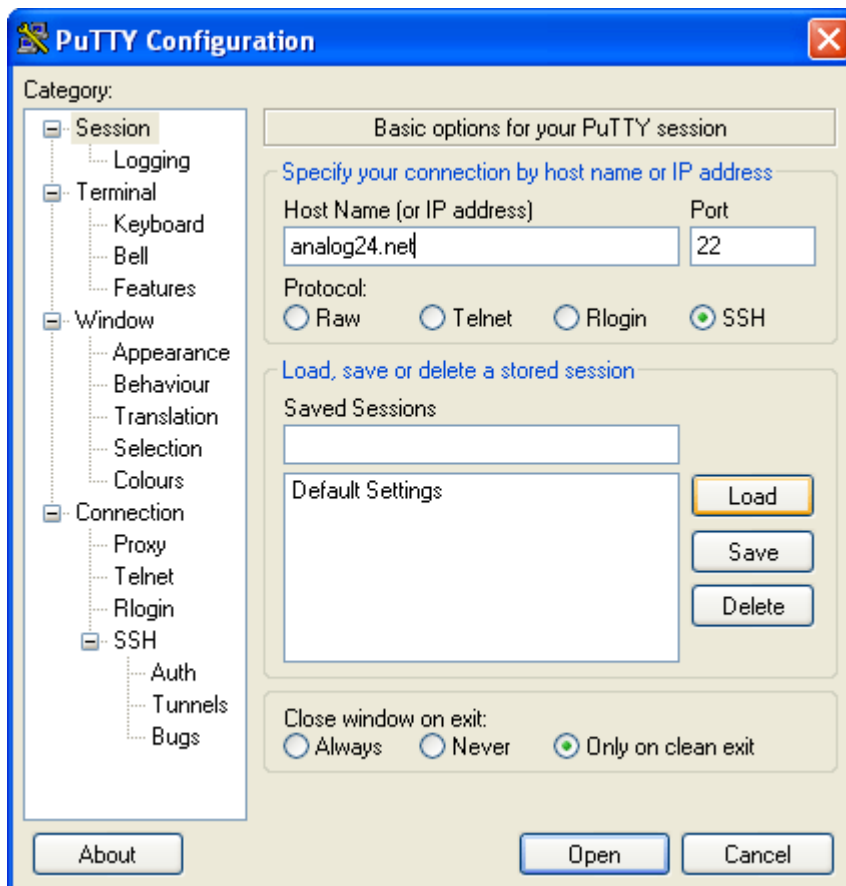 PuTTY Configuration
Category:
Session
Logging
Terminal
Keyboard
Bell
Features
Window
Appearance
Behaviour
Translation
Selection
Colours
Connection
Proxy
Telnet
Rlogin
SSH
Auth
Tunnels
Bugs
Basic options for your PuTTY session
Specify your connection by host name or IP address
Host Name (or IP address) Port
analog24.net 22
Protocol:
Raw Telnet Rlogin SSH
Load, save or delete a stored session
Saved Sessions
Default Settings
Load
Save
Delete
Close window on exit:
Always Never Only on clean exit
About Open Cancel